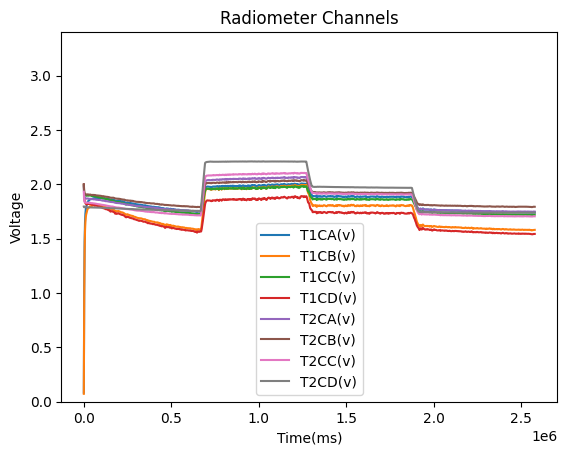 Radiometer Channels
Voltage
3.0
2.5
2.0
1.5
1.0
0.5
0.0
T1CA(v)
T1CB(v)
T1CC(v)
T1CD(v)
T2CA(v)
T2CB(v)
T2CC(v)
T2CD(v)
0.0 0.5 1.0 1.5 2.0 2.5
1e6
Time(ms)